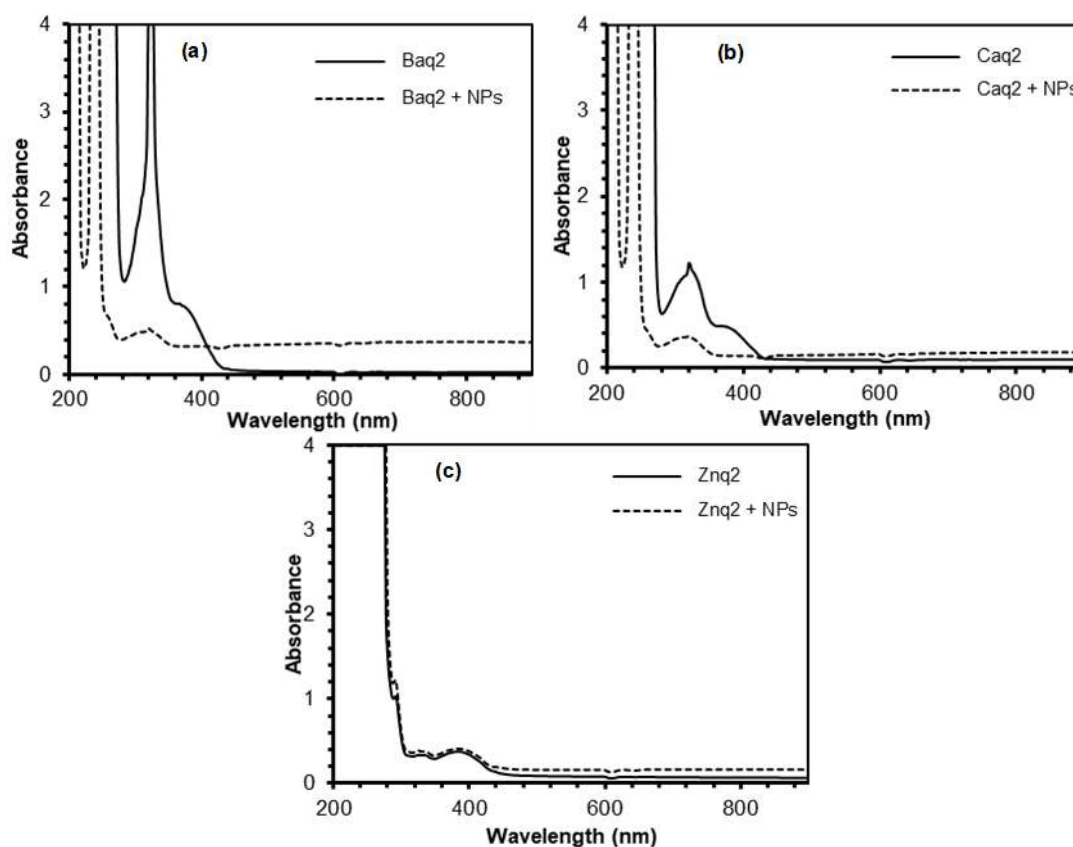 (a)
Baq2
Baq2 + NPs
Absorbance
4
3
2
1
0
200
400
600
800
Wavelength (nm)
(b)
Caq2
Caq2 + NPs
Absorbance
4
3
2
1
0
200
400
600
800
Wavelength (nm)
(c)
Znq2
Znq2 + NPs
Absorbance
4
3
2
1
0
200
400
600
800
Wavelength (nm)